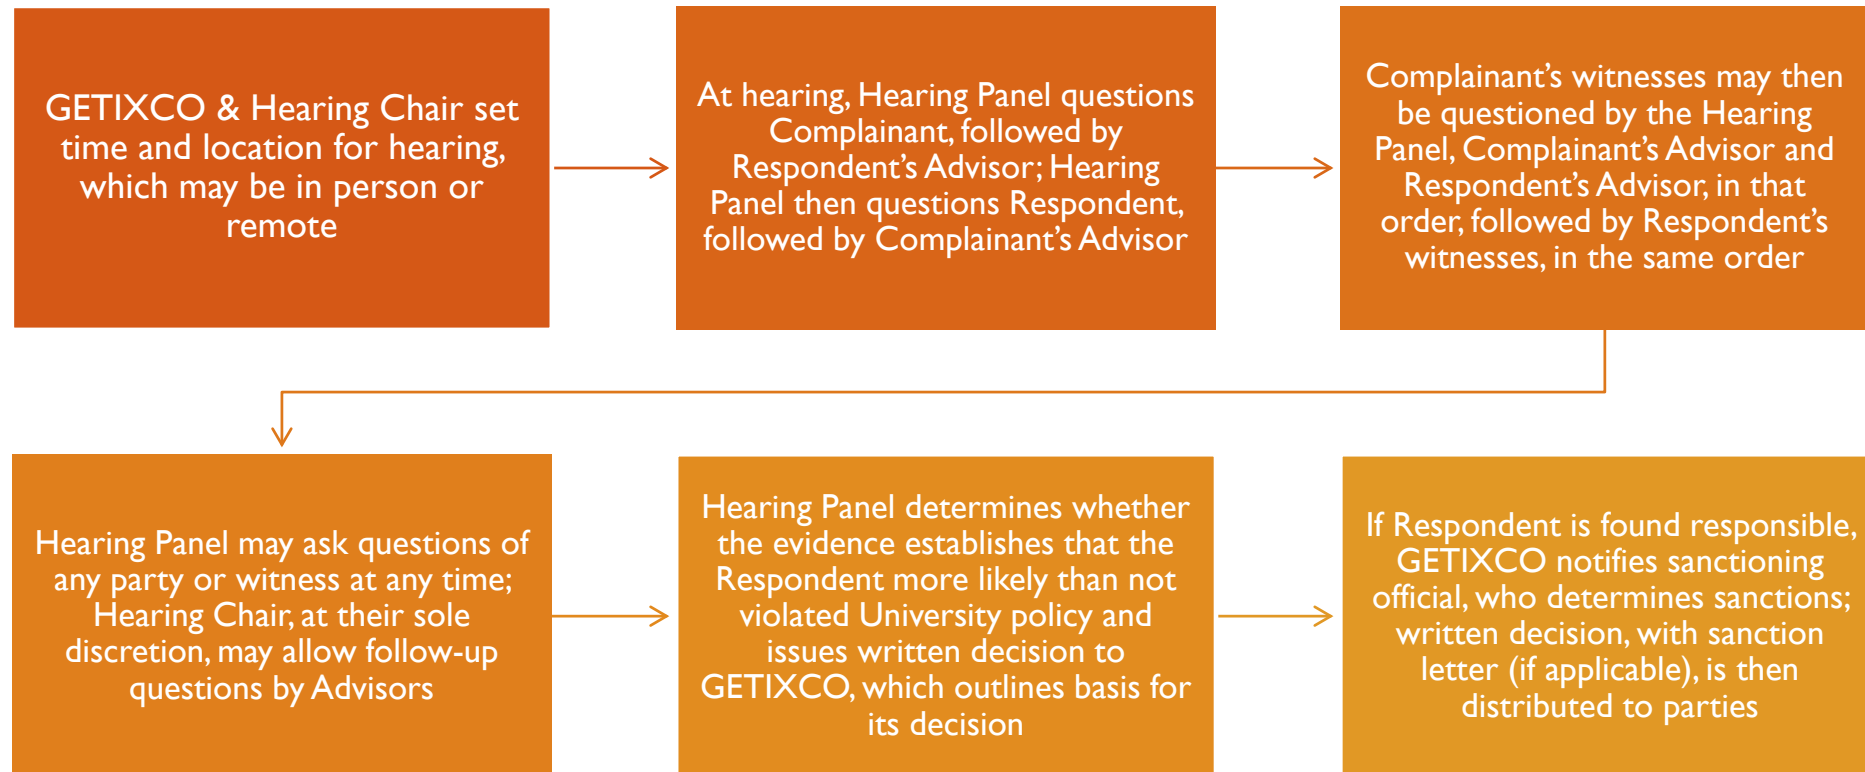 GETIXCO & Hearing Chair set
time and location for hearing,
which may be in person or
remote
At hearing, Hearing Panel questions
Complainant, followed by
Respondent’s Advisor; Hearing
Panel then questions Respondent,
followed by Complainant’s Advisor
Complainant’s witnesses may then
be questioned by the Hearing
Panel, Complainant’s Advisor and
Respondent’s Advisor, in that
order, followed by Respondent’s
witnesses, in the same order
Hearing Panel may ask questions of
any party or witness at any time;
Hearing Chair, at their sole
discretion, may allow follow-up
questions by Advisors
Hearing Panel determines whether
the evidence establishes that the
Respondent more likely than not
violated University policy and
issues written decision to
GETIXCO, which outlines basis for
its decision
If Respondent is found responsible,
GETIXCO notifies sanctioning
official, who determines sanctions;
written decision, with sanction
letter (if applicable), is then
distributed to parties